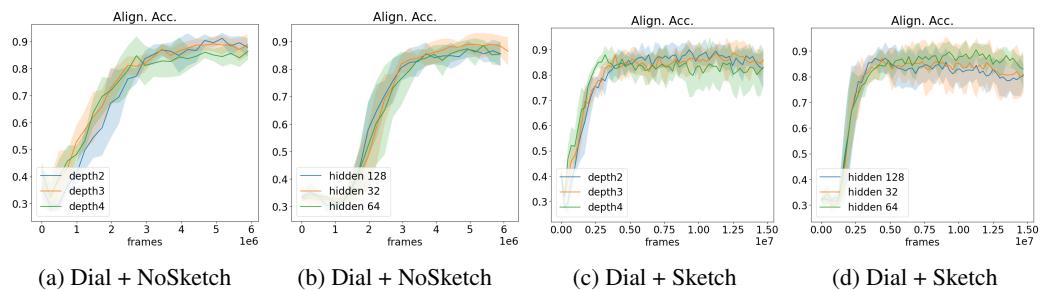 Align. Acc.
0.9
0.8
0.7
0.6
0.5
0.4
0.3
depth2
depth3
depth4
0 1 2 3 4 5 6
1e6
frames
(a) Dial + NoSketch
Align. Acc.
0.9
0.8
0.7
0.6
0.5
0.4
0.3
hidden 128
hidden 32
hidden 64
0 1 2 3 4 5 6
1e6
frames
(b) Dial + NoSketch
Align. Acc.
0.9
0.8
0.7
0.6
0.5
0.4
0.3
depth2
depth3
depth4
0.00 0.25 0.50 0.75 1.00 1.25 1.50
1e7
frames
(c) Dial + Sketch
Align. Acc.
0.9
0.8
0.7
0.6
0.5
0.4
0.3
hidden 128
hidden 32
hidden 64
0.00 0.25 0.50 0.75 1.00 1.25 1.50
1e7
frames
(d) Dial + Sketch